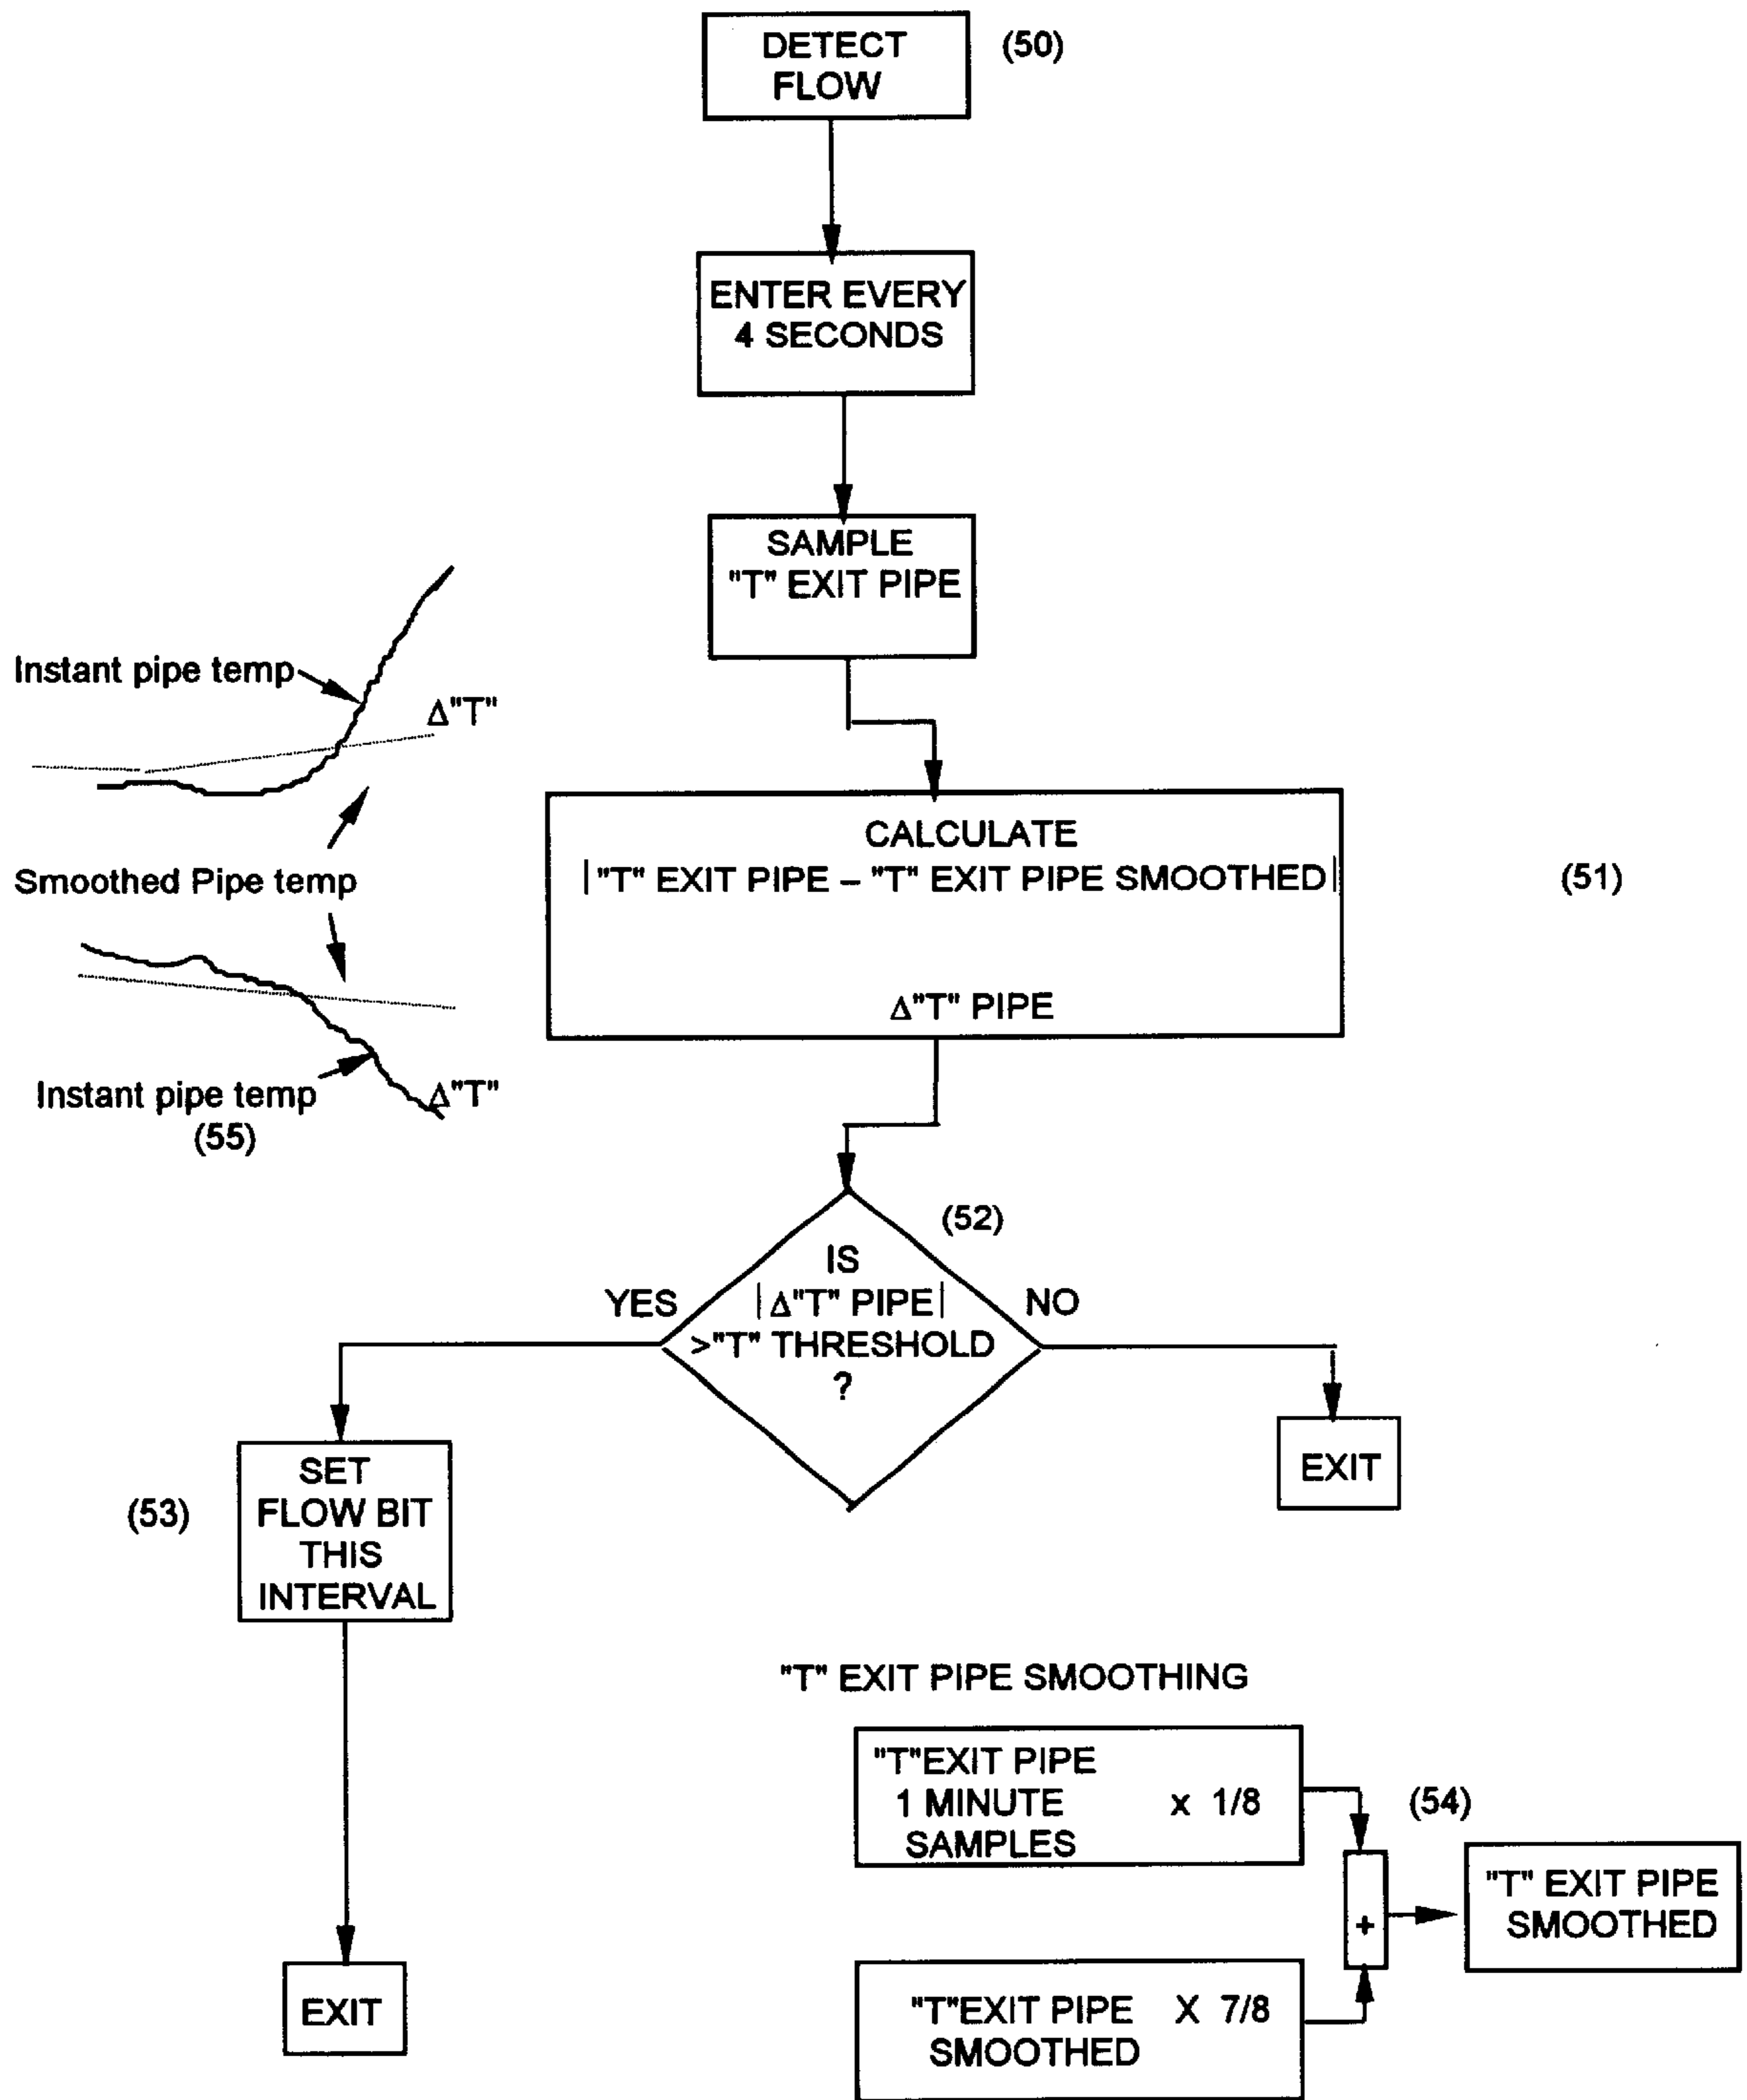 DETECT
FLOW
(50)
ENTER EVERY
4 SECONDS
SAMPLE
"T" EXIT PIPE
Instant pipe temp
Δ"T"
Smoothed Pipe temp
Instant pipe temp
Δ"T"
(55)
CALCULATE
|"T" EXIT PIPE – "T" EXIT PIPE SMOOTHED|
(51)
Δ"T" PIPE
(52)
IS
|Δ"T" PIPE|
>"T" THRESHOLD
?
YES
NO
EXIT
(53)
SET
FLOW BIT
THIS
INTERVAL
EXIT
"T" EXIT PIPE SMOOTHING
"T"EXIT PIPE
1 MINUTE x 1/8
SAMPLES
(54)
+
"T" EXIT PIPE
SMOOTHED
"T"EXIT PIPE X 7/8
SMOOTHED